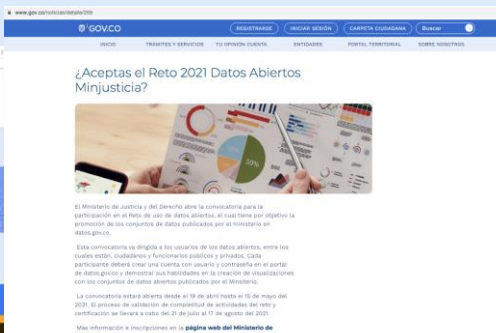 www.gov.co/noticias/detalle/209
GOV.CO
REGISTRARSE
INICIAR SESIÓN
CARPETA CIUDADANA
Buscar
INICIO
TRÁMITES Y SERVICIOS
TU OPINIÓN CUENTA
ENTIDADES
PORTAL TERRITORIAL
SOBRE NOSOTROS
¿Aceptas el Reto 2021 Datos Abiertos
Minjusticia?
50%
El Ministerio de Justicia y del Derecho abre la convocatoria para la
participación en el Reto de uso de datos abiertos, el cual tiene por objetivo la
promoción de los conjuntos de datos publicados por el ministerio en
datos.gov.co.
Esta convocatoria va dirigida a los usuarios de los datos abiertos, entre los
cuales están, ciudadanos y funcionarios públicos y privados. Cada
participante deberá crear una cuenta con usuario y contraseña en el portal
de datos.gov.co y demostrar sus habilidades en la creación de visualizaciones
con los conjuntos de datos abiertos publicados por el Ministerio.
La convocatoria estará abierta desde el 19 de abril hasta el 15 de mayo del
2021. El proceso de validación de completitud de actividades del reto y
certificación se llevará a cabo del 21 de julio al 17 de agosto del 2021.
Más información e inscripciones en la página web del Ministerio de